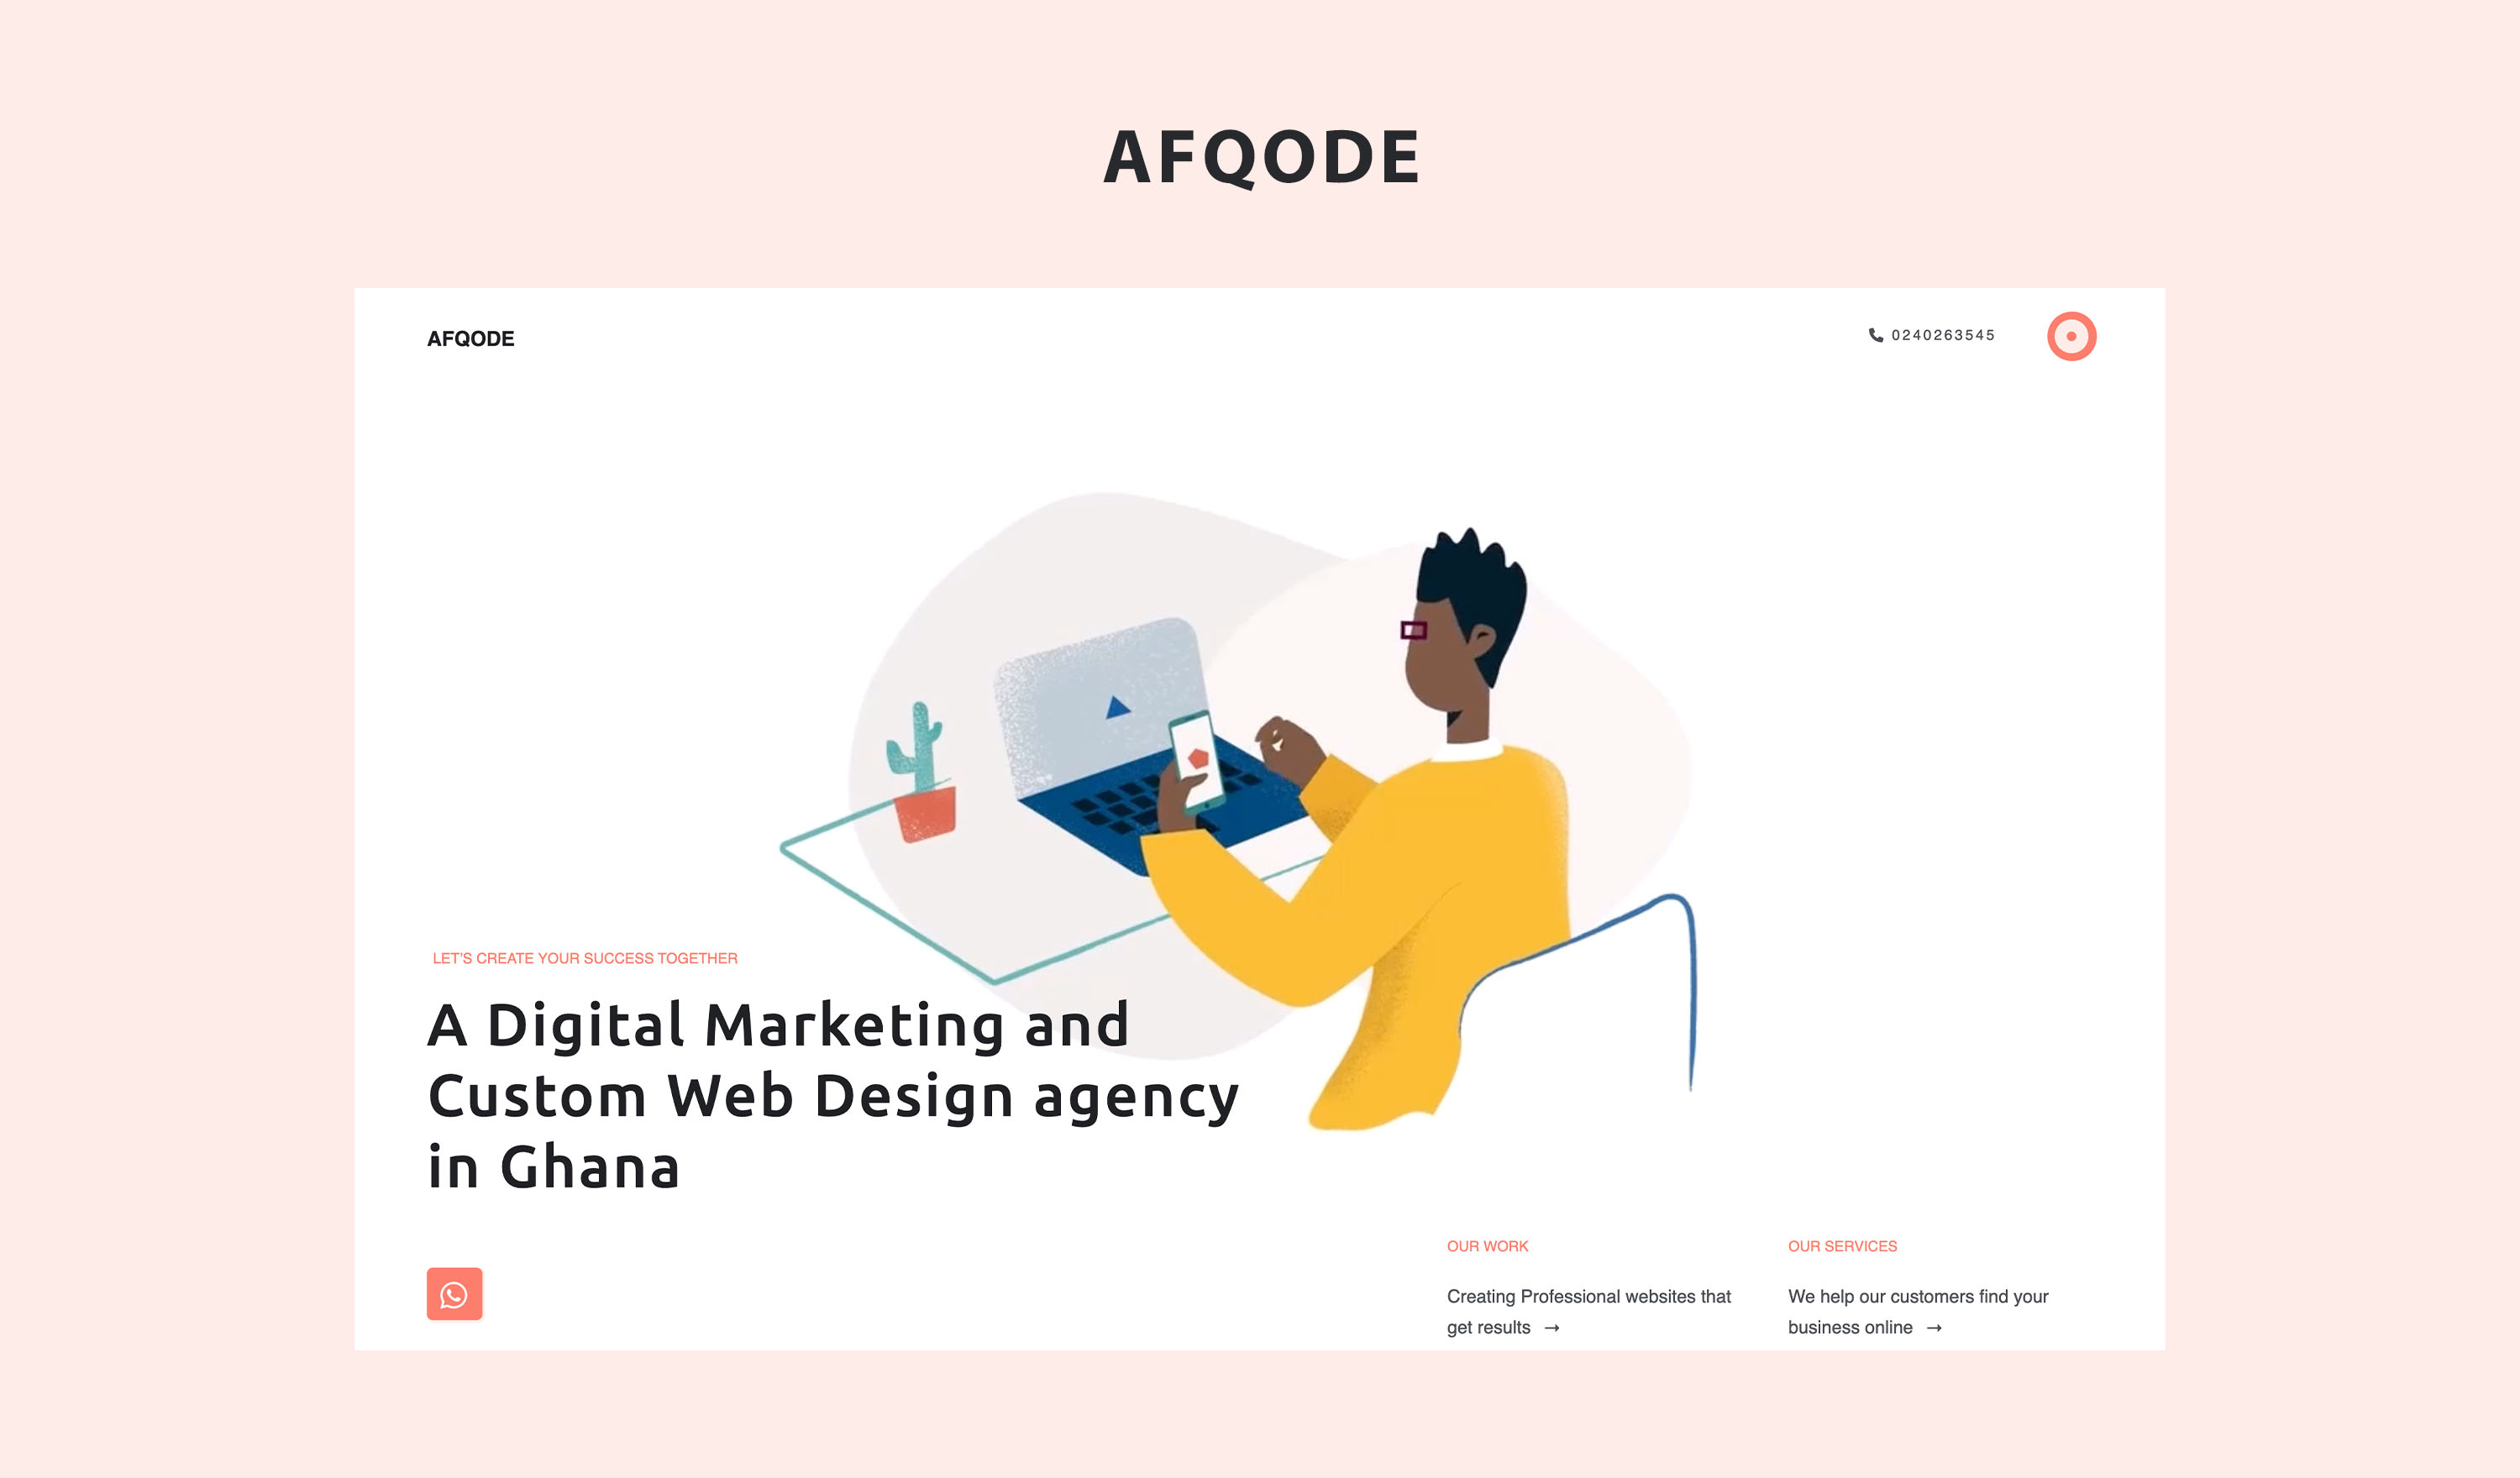 AFQODE
AFQODE
0240263545
LET'S CREATE YOUR SUCCESS TOGETHER
A Digital Marketing and
Custom Web Design agency
in Ghana
OUR WORK
Creating Professional websites that
get results →
OUR SERVICES
We help our customers find your
business online →